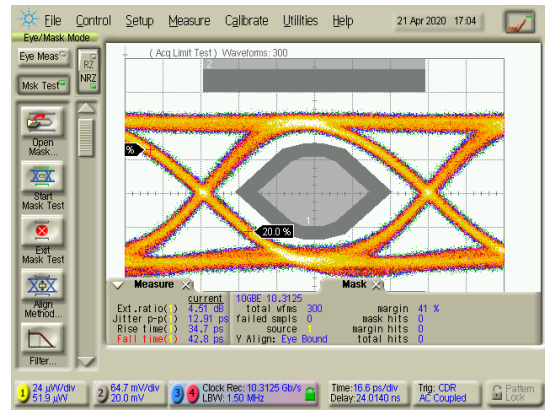 File Control Setup Measure Calibrate Utilities Help 21 Apr 2020 17:04
Eye/Mask Mode
Eye Meas
RZ
NRZ
Msk Test
( Acq Limit Test ) Waveforms: 300
2
Open Mask...
%
Start Mask Test
1
20.0 %
Exit Mask Test
Align Method...
Filter...
Measure Mask
current
Ext.ratio(1) 4.51 dB
Jitter p-p(1) 12.91 ps
Rise time(1) 34.7 ps
Fall time(1) 42.8 ps
10GBE 10.3125
total wfms 300 margin 41 %
failed smpls 0 mask hits 0
source 1 margin hits 0
Y Align: Eye Bound total hits 0
1 24 µW/div 51.9 µW
2 64.7 mW/div 20.0 mV
3 4 Clock Rec: 10.3125 Gb/s LBW: 1.50 MHz
Time:16.6 ps/div Delay:24.0140 ns
Trig: CDR AC Coupled
Pattern Lock